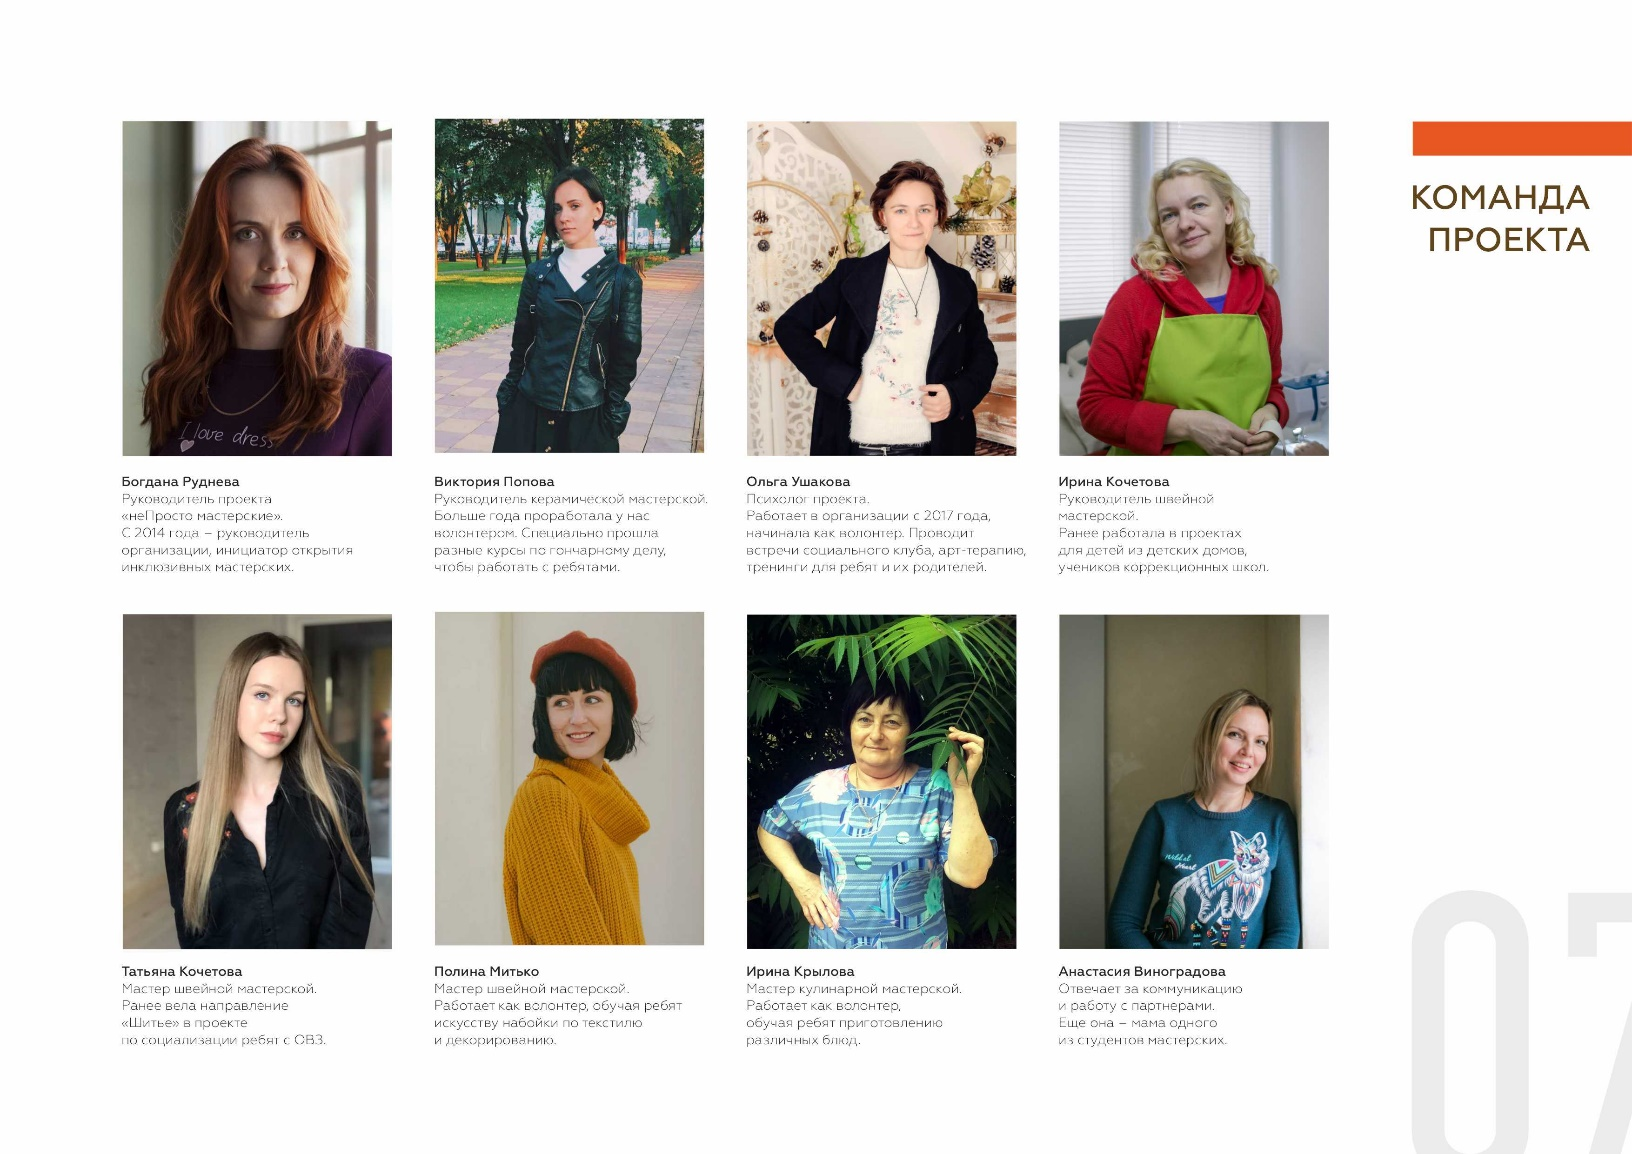 КОМАНДА
ПРОЕКТА
I love dress
Богдана Руднева
Руководитель проекта
«неПросто мастерские».
С 2014 года – руководитель
организации, инициатор открытия
инклюзивных мастерских.
Виктория Попова
Руководитель керамической мастерской.
Больше года проработала у нас
волонтером. Специально прошла
разные курсы по гончарному делу,
чтобы работать с ребятами.
Ольга Ушакова
Психолог проекта.
Работает в организации с 2017 года,
начинала как волонтер. Проводит
встречи социального клуба, арт-терапию,
тренинги для ребят и их родителей.
Ирина Кочетова
Руководитель швейной
мастерской.
Ранее работала в проектах
для детей из детских домов,
учеников коррекционных школ.
Татьяна Кочетова
Мастер швейной мастерской.
Ранее вела направление
«Шитье» в проекте
по социализации ребят с ОВЗ.
Полина Митько
Мастер швейной мастерской.
Работает как волонтер, обучая ребят
искусству набойки по текстилю
и декорированию.
Ирина Крылова
Мастер кулинарной мастерской.
Работает как волонтер,
обучая ребят приготовлению
различных блюд.
Wild at
Heart
Анастасия Виноградова
Отвечает за коммуникацию
и работу с партнерами.
Еще она – мама одного
из студентов мастерских.
07